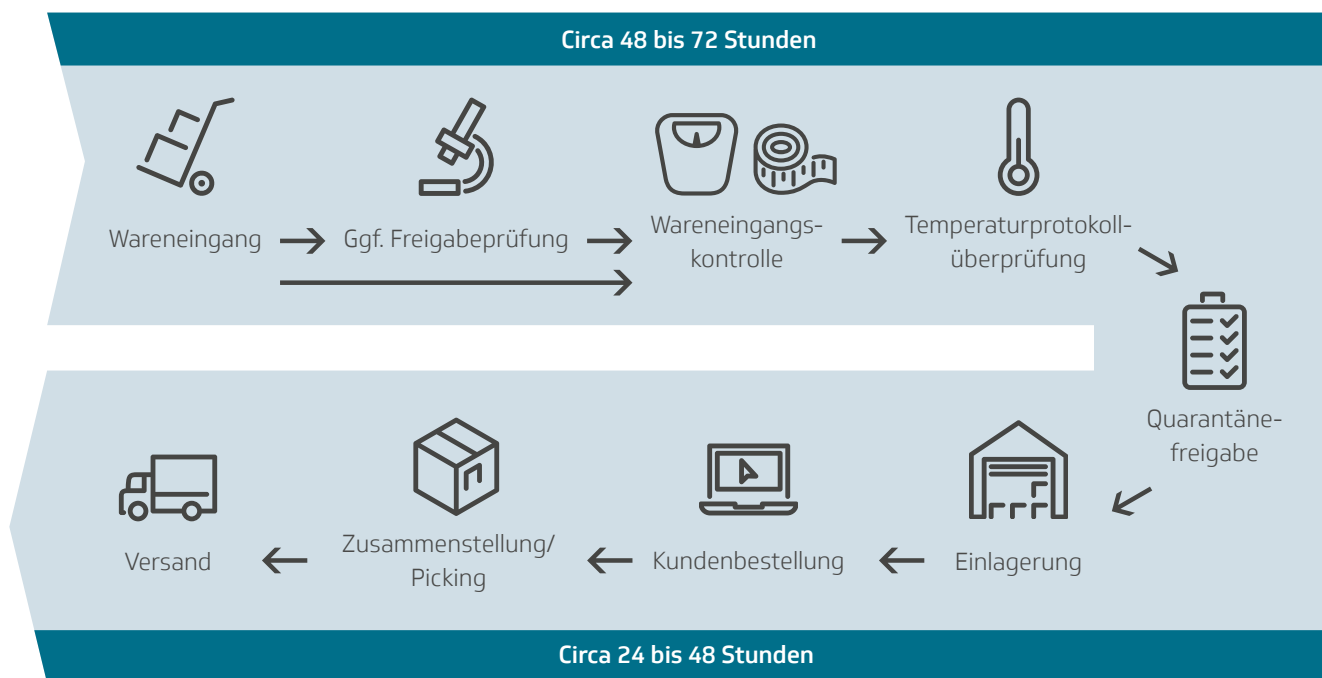 Circa 48 bis 72 Stunden
Wareneingang
Ggf. Freigabeprüfung
Wareneingangs-
kontrolle
Temperaturprotokoll-
überprüfung
Quarantäne-
freigabe
Einlagerung
Kundenbestellung
Zusammenstellung/
Picking
Versand
Circa 24 bis 48 Stunden